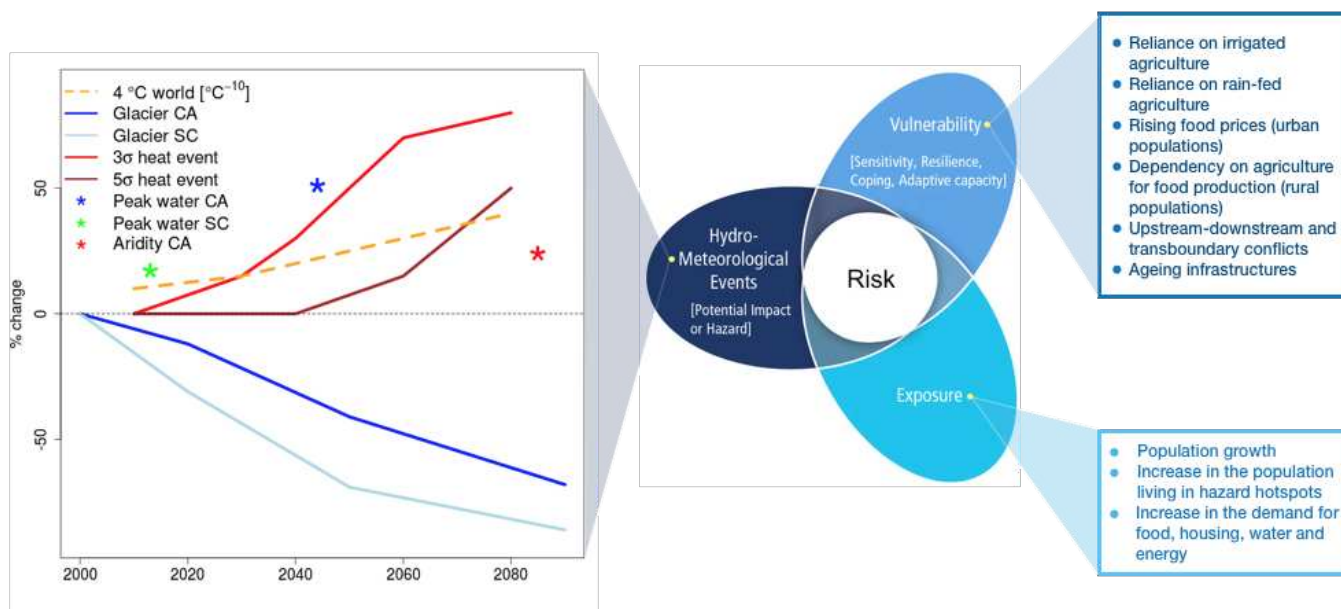 4 °C world [°C⁻¹⁰]
Glacier CA
Glacier SC
3σ heat event
5σ heat event
Peak water CA
Peak water SC
Aridity CA
% change
50
0
-50
2000
2020
2040
2060
2080
Hydro-
Meteorological
Events
[Potential Impact
or Hazard]
Vulnerability
[Sensitivity, Resilience,
Coping, Adaptive capacity]
Risk
Exposure
• Reliance on irrigated
agriculture
• Reliance on rain-fed
agriculture
• Rising food prices (urban
populations)
• Dependency on agriculture
for food production (rural
populations)
• Upstream-downstream and
transboundary conflicts
• Ageing infrastructures
• Population growth
• Increase in the population
living in hazard hotspots
• Increase in the demand for
food, housing, water and
energy